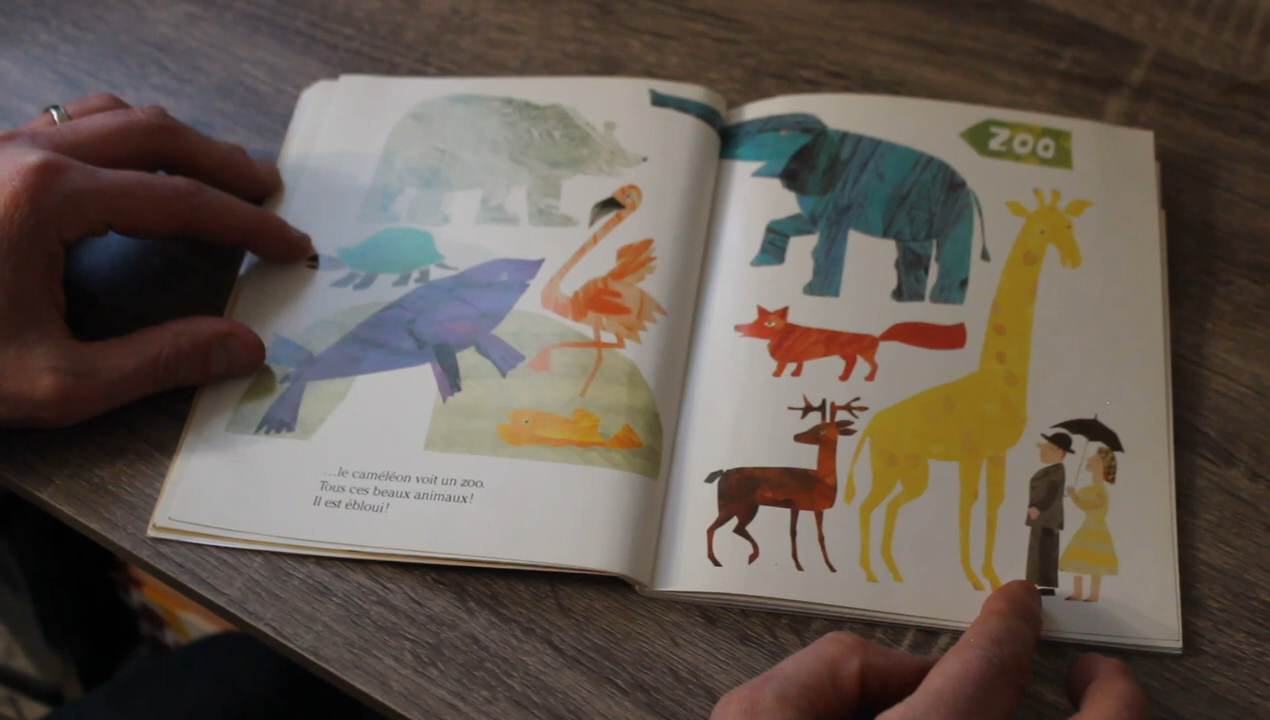 ...le caméléon voit un zoo.
Tous ces beaux animaux!
Il est ébloui!
ZOO